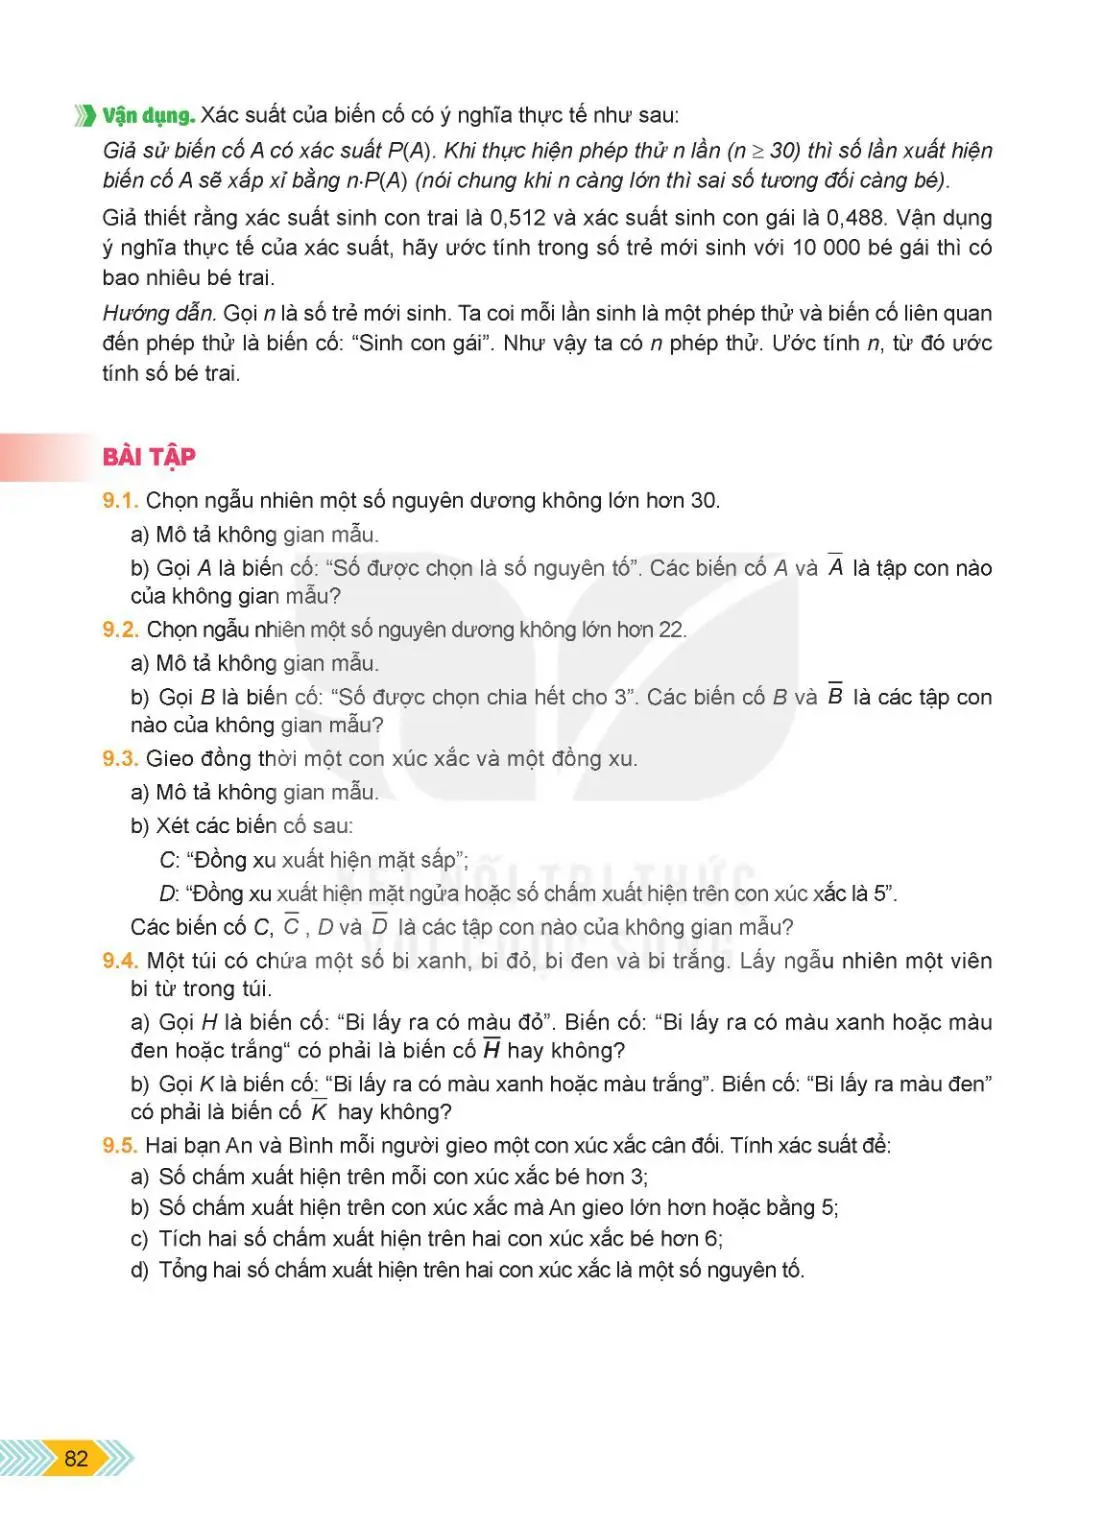 Vận dụng. Xác suất của biến cố có ý nghĩa thực tế như sau:
Giả sử biến cố A có xác suất P(A). Khi thực hiện phép thử n lần (n ≥ 30) thì số lần xuất hiện
biến cố A sẽ xấp xỉ bằng n·P(A) (nói chung khi n càng lớn thì sai số tương đối càng bé).
Giả thiết rằng xác suất sinh con trai là 0,512 và xác suất sinh con gái là 0,488. Vận dụng
ý nghĩa thực tế của xác suất, hãy ước tính trong số trẻ mới sinh với 10 000 bé gái thì có
bao nhiêu bé trai.
Hướng dẫn. Gọi n là số trẻ mới sinh. Ta coi mỗi lần sinh là một phép thử và biến cố liên quan
đến phép thử là biến cố: “Sinh con gái”. Như vậy ta có n phép thử. Ước tính n, từ đó ước
tính số bé trai.
BÀI TẬP
9.1. Chọn ngẫu nhiên một số nguyên dương không lớn hơn 30.
a) Mô tả không gian mẫu.
b) Gọi A là biến cố: “Số được chọn là số nguyên tố”. Các biến cố A và A̅ là tập con nào
của không gian mẫu?
9.2. Chọn ngẫu nhiên một số nguyên dương không lớn hơn 22.
a) Mô tả không gian mẫu.
b) Gọi B là biến cố: “Số được chọn chia hết cho 3”. Các biến cố B và B̅ là các tập con
nào của không gian mẫu?
9.3. Gieo đồng thời một con xúc xắc và một đồng xu.
a) Mô tả không gian mẫu.
b) Xét các biến cố sau:
C: “Đồng xu xuất hiện mặt sấp”;
D: “Đồng xu xuất hiện mặt ngửa hoặc số chấm xuất hiện trên con xúc xắc là 5”.
Các biến cố C, C̅ , D và D̅ là các tập con nào của không gian mẫu?
9.4. Một túi có chứa một số bi xanh, bi đỏ, bi đen và bi trắng. Lấy ngẫu nhiên một viên
bi từ trong túi.
a) Gọi H là biến cố: “Bi lấy ra có màu đỏ”. Biến cố: “Bi lấy ra có màu xanh hoặc màu
đen hoặc trắng“ có phải là biến cố H̅ hay không?
b) Gọi K là biến cố: “Bi lấy ra có màu xanh hoặc màu trắng”. Biến cố: “Bi lấy ra màu đen”
có phải là biến cố K̅ hay không?
9.5. Hai bạn An và Bình mỗi người gieo một con xúc xắc cân đối. Tính xác suất để:
a) Số chấm xuất hiện trên mỗi con xúc xắc bé hơn 3;
b) Số chấm xuất hiện trên con xúc xắc mà An gieo lớn hơn hoặc bằng 5;
c) Tích hai số chấm xuất hiện trên hai con xúc xắc bé hơn 6;
d) Tổng hai số chấm xuất hiện trên hai con xúc xắc là một số nguyên tố.
KẾT NỐI TRI THỨC
VỚI CUỘC SỐNG
82